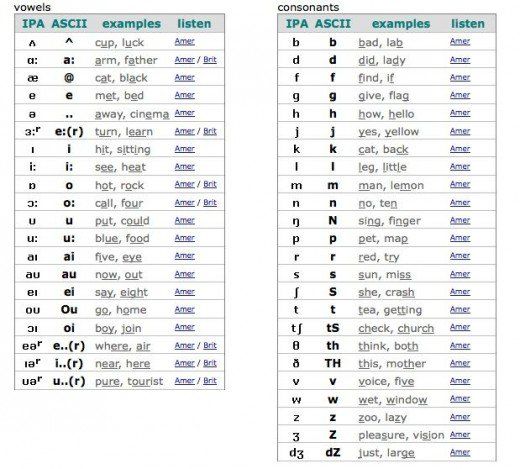 vowels
IPA ASCII examples listen
ʌ ^ cup, luck Amer
ɑ: a: arm, father Amer / Brit
æ @ cat, black Amer
e e met, bed Amer
ə .. away, cinema Amer
ɜ:ʳ e:(r) turn, learn Amer / Brit
ɪ i hit, sitting Amer
i: i: see, heat Amer
ɒ o hot, rock Amer / Brit
ɔ: o: call, four Amer / Brit
ʊ u put, could Amer
u: u: blue, food Amer
aɪ ai five, eye Amer
aʊ au now, out Amer
eɪ ei say, eight Amer
oʊ Ou go, home Amer
ɔɪ oi boy, join Amer
eəʳ e..(r) where, air Amer / Brit
ɪəʳ i..(r) near, here Amer / Brit
ʊəʳ u..(r) pure, tourist Amer / Brit
consonants
IPA ASCII examples listen
b b bad, lab Amer
d d did, lady Amer
f f find, if Amer
g g give, flag Amer
h h how, hello Amer
j j yes, yellow Amer
k k cat, back Amer
l l leg, little Amer
m m man, lemon Amer
n n no, ten Amer
ŋ N sing, finger Amer
p p pet, map Amer
r r red, try Amer
s s sun, miss Amer
ʃ S she, crash Amer
t t tea, getting Amer
tʃ tS check, church Amer
θ th think, both Amer
ð TH this, mother Amer
v v voice, five Amer
w w wet, window Amer
z z zoo, lazy Amer
ʒ Z pleasure, vision Amer
dʒ dZ just, large Amer